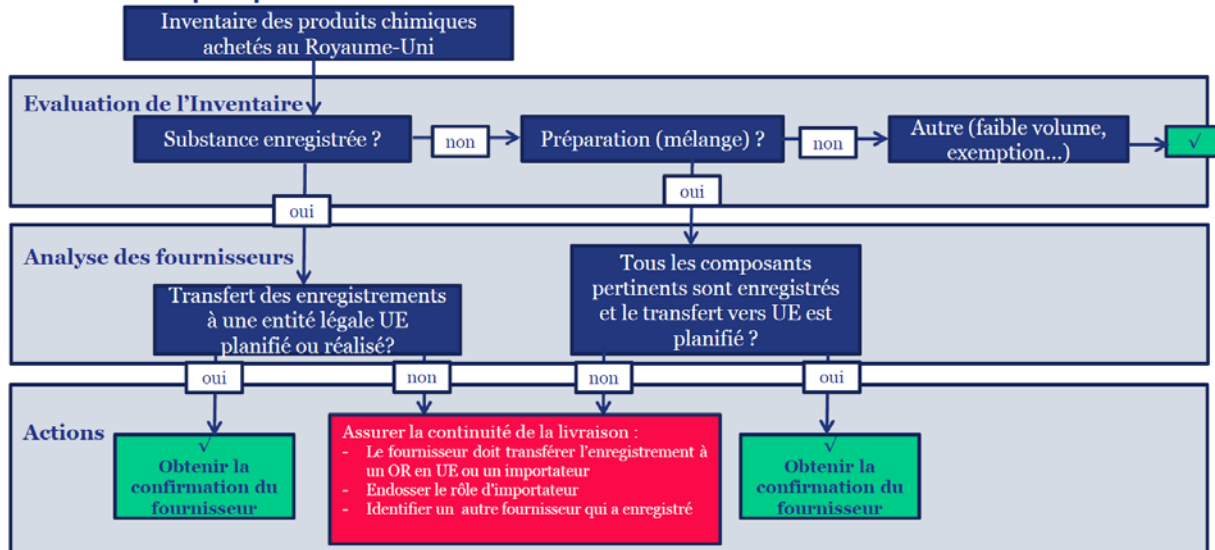 Inventaire des produits chimiques
achetés au Royaume-Uni
Evaluation de l'Inventaire
Substance enregistrée ?
non
Préparation (mélange) ?
non
Autre (faible volume,
exemption...)
√
oui
oui
Analyse des fournisseurs
Transfert des enregistrements
à une entité légale UE
planifié ou réalisé?
Tous les composants
pertinents sont enregistrés
et le transfert vers UE est
planifié ?
oui
non
non
oui
Actions
√
Obtenir la
confirmation du
fournisseur
Assurer la continuité de la livraison :
- Le fournisseur doit transférer l'enregistrement à
un OR en UE ou un importateur
- Endosser le rôle d'importateur
- Identifier un autre fournisseur qui a enregistré
√
Obtenir la
confirmation du
fournisseur